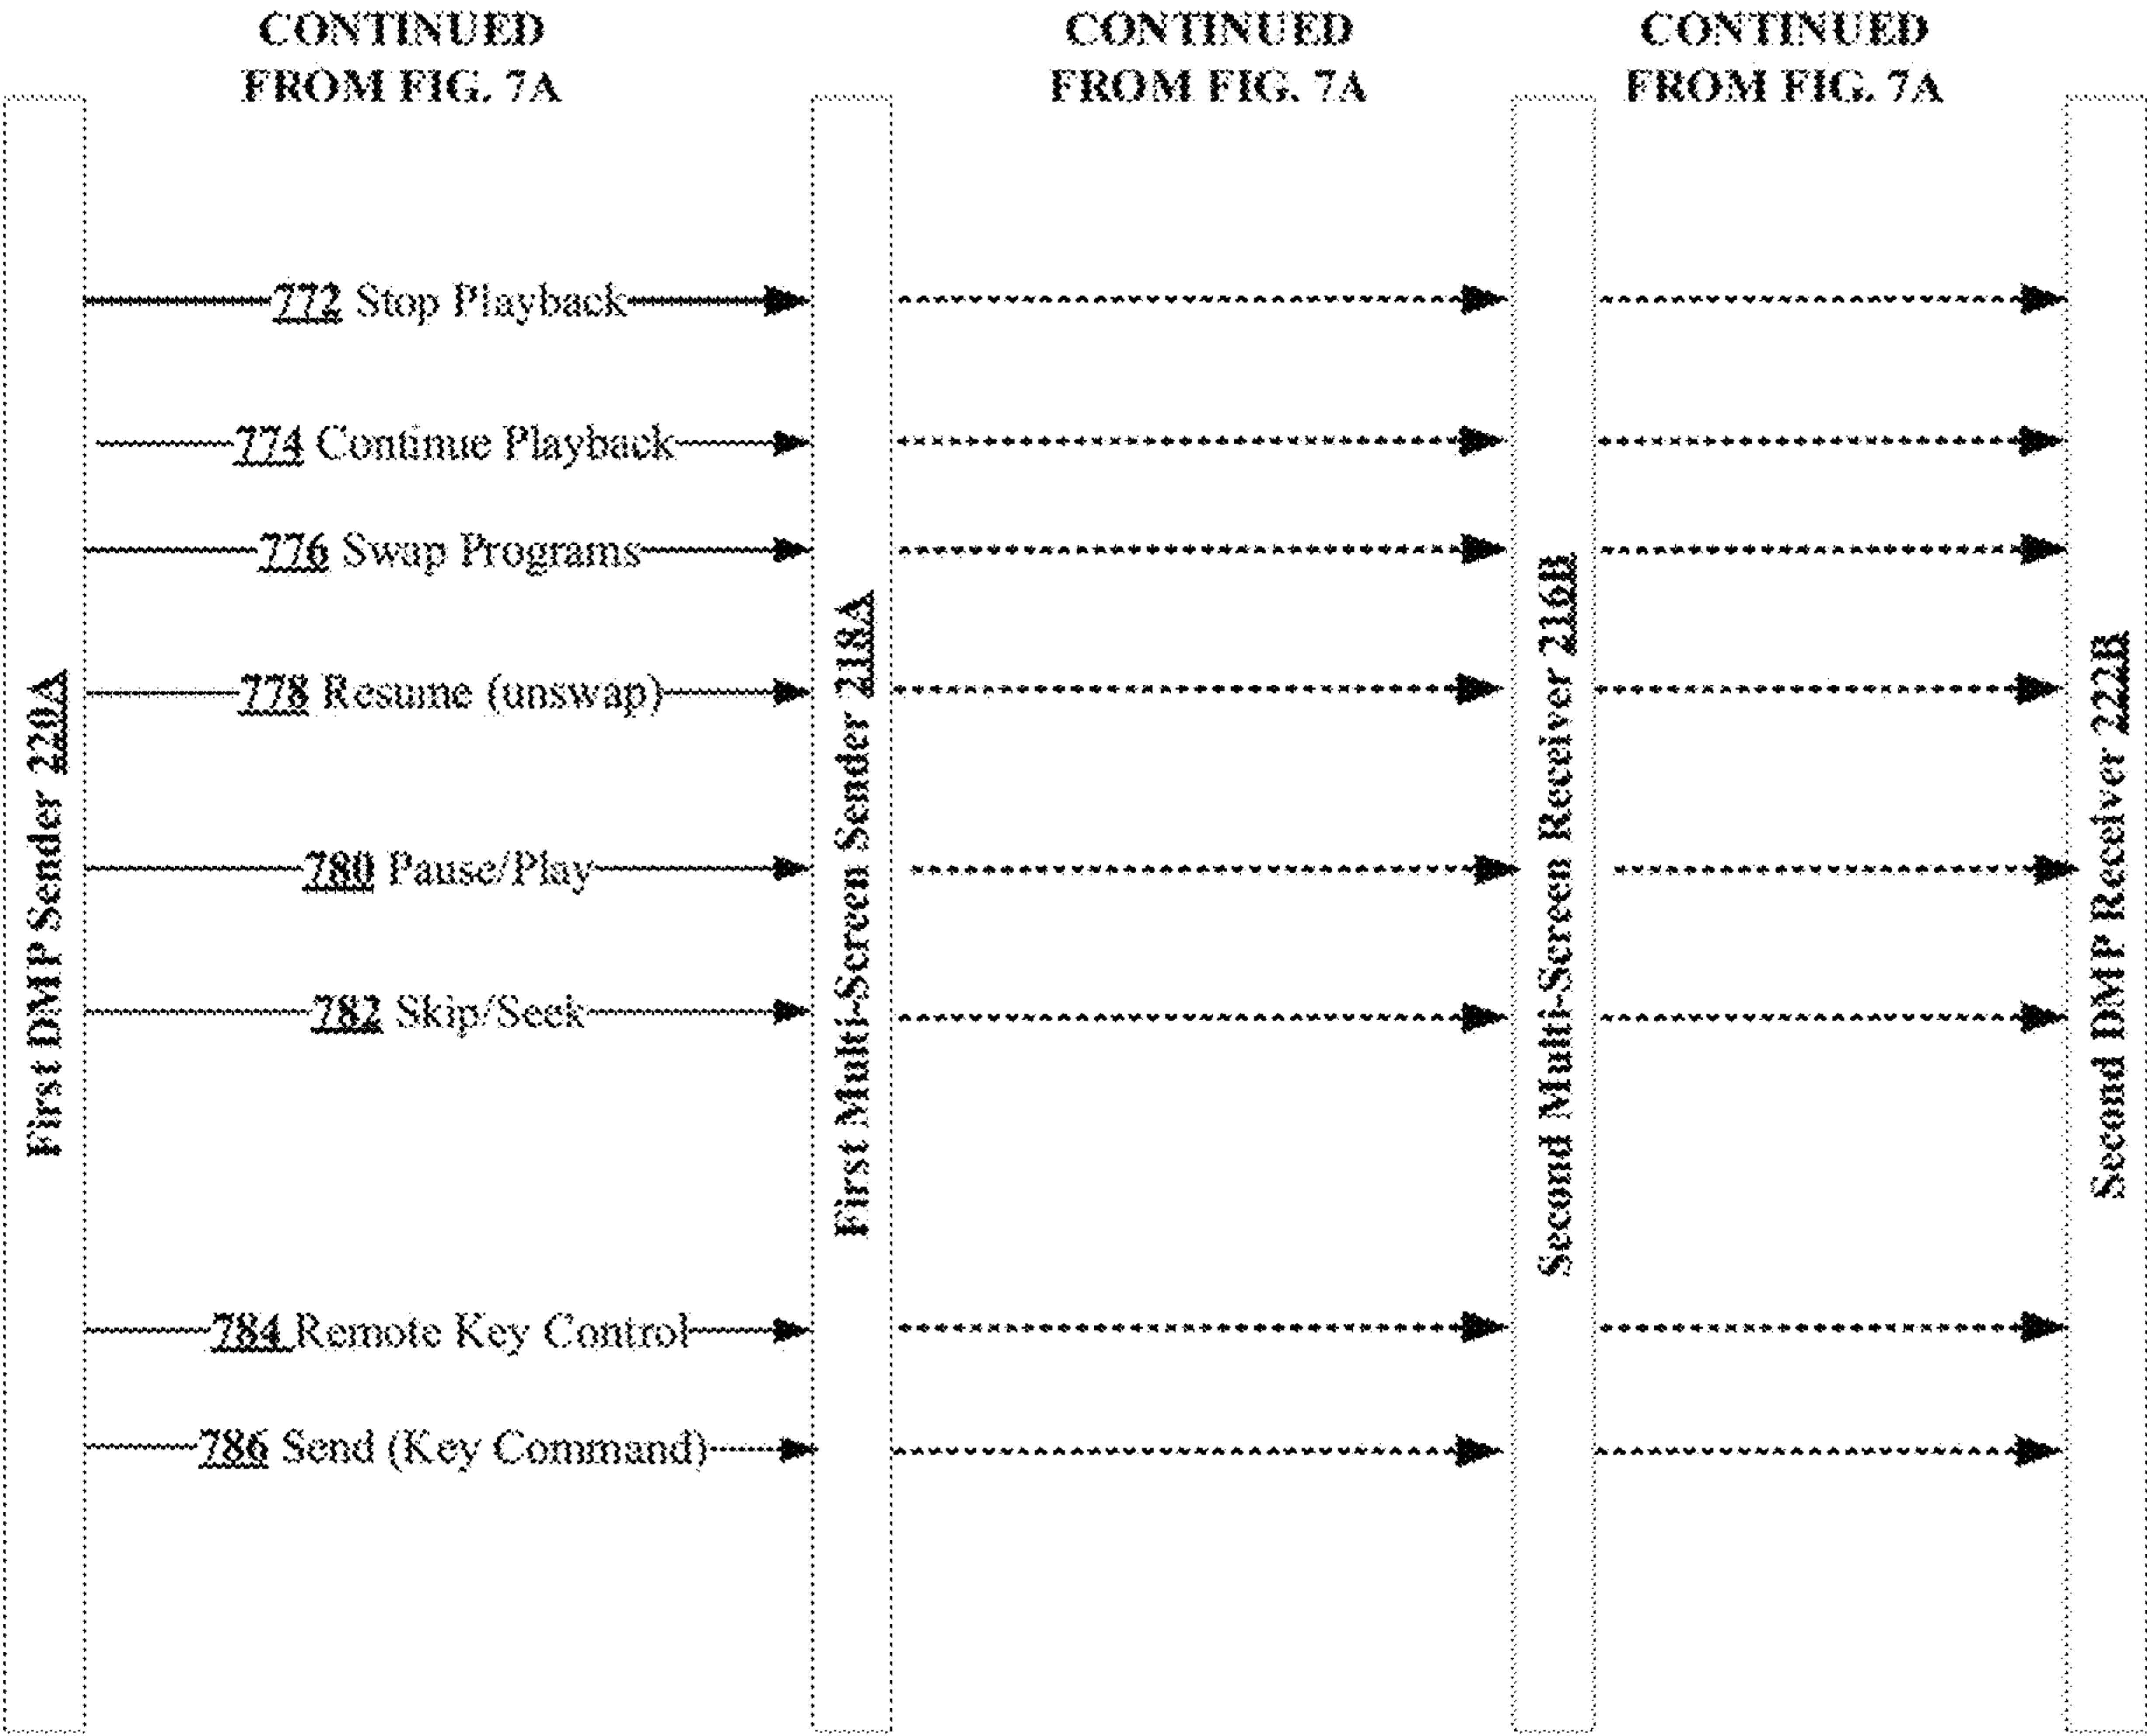 CONTINUED
FROM FIG. 7A
CONTINUED
FROM FIG. 7A
CONTINUED
FROM FIG. 7A
772 Stop Playback
774 Continue Playback
776 Swap Programs
778 Resume (unswap)
780 Pause/Play
782 Skip/Seek
784 Remote Key Control
786 Send (Key Command)
First DMP Sender 220A
First Multi-Screen Sender 218A
Second Multi-Screen Receiver 216B
Second DMP Receiver 222B